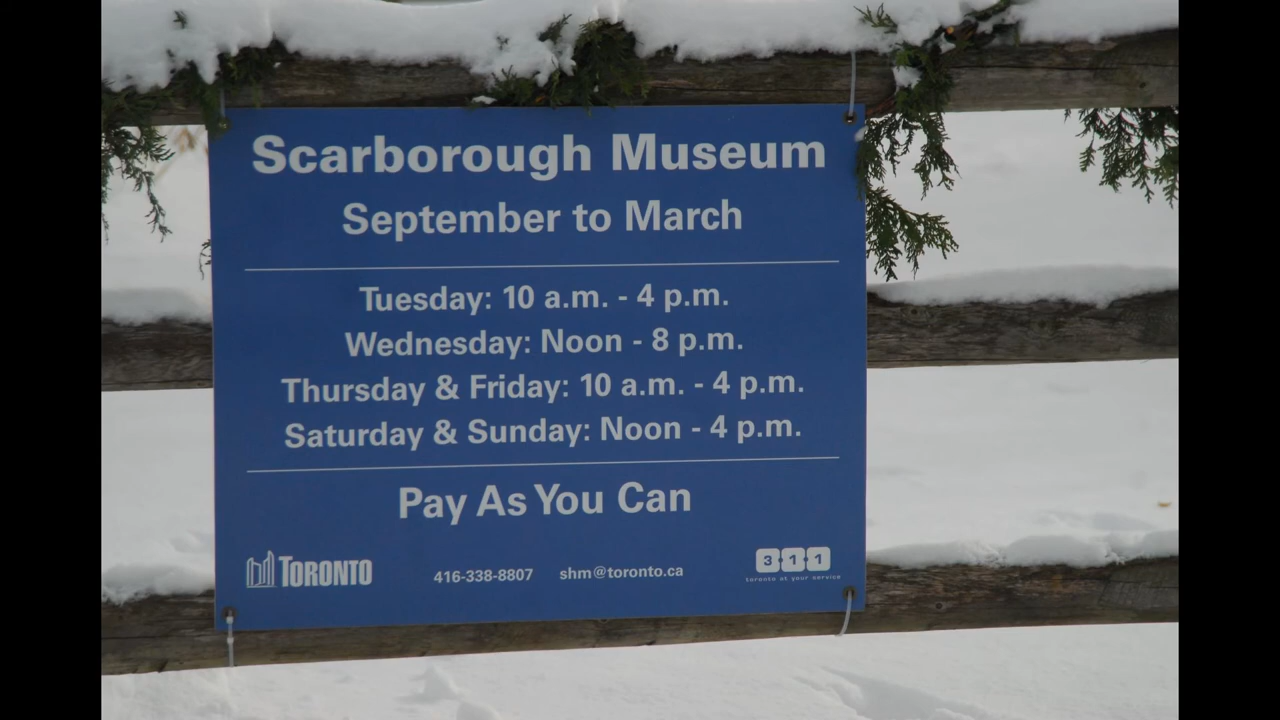 Scarborough Museum
September to March
Tuesday: 10 a.m. - 4 p.m.
Wednesday: Noon - 8 p.m.
Thursday & Friday: 10 a.m. - 4 p.m.
Saturday & Sunday: Noon - 4 p.m.
Pay As You Can
TORONTO 416-338-8807 shm@toronto.ca 311
toronto at your service